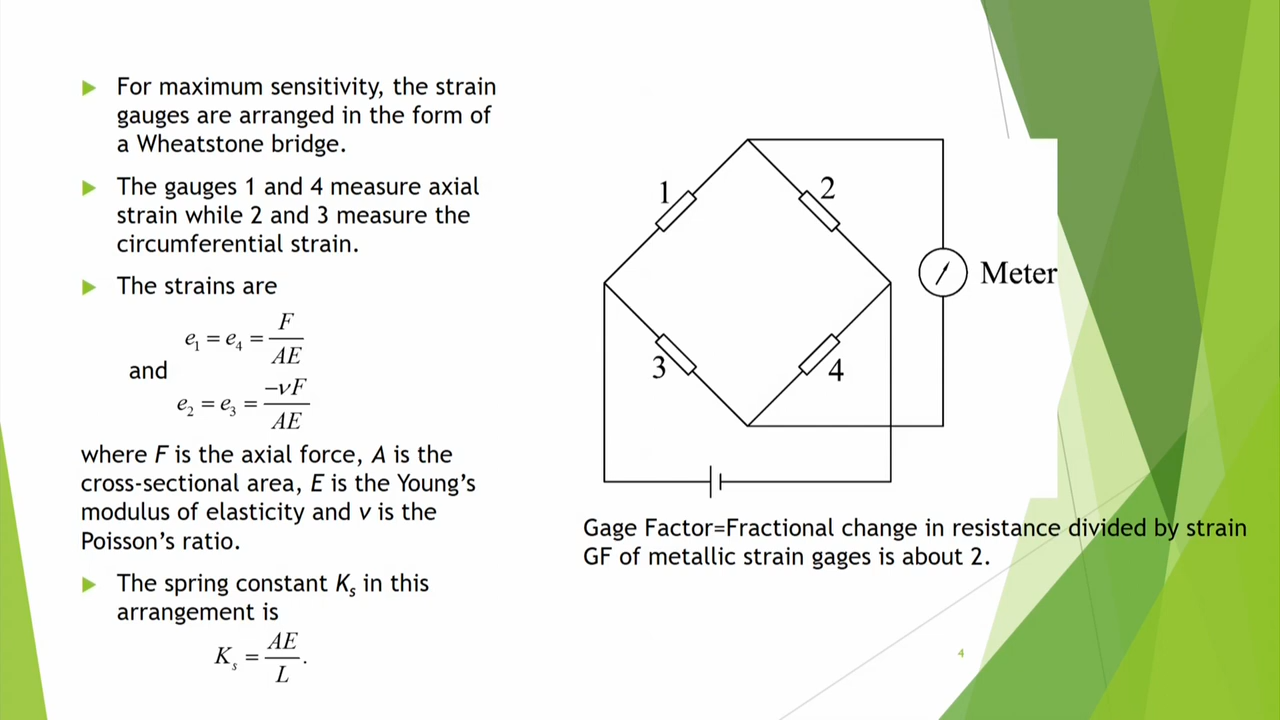 For maximum sensitivity, the strain
gauges are arranged in the form of
a Wheatstone bridge.
The gauges 1 and 4 measure axial
strain while 2 and 3 measure the
circumferential strain.
The strains are
e₁ = e₄ = F/AE
and
e₂ = e₃ = −νF/AE
where F is the axial force, A is the
cross-sectional area, E is the Young’s
modulus of elasticity and ν is the
Poisson’s ratio.
The spring constant Kₛ in this
arrangement is
Kₛ = AE/L.
1
2
3
4
Meter
Gage Factor=Fractional change in resistance divided by strain
GF of metallic strain gages is about 2.
4